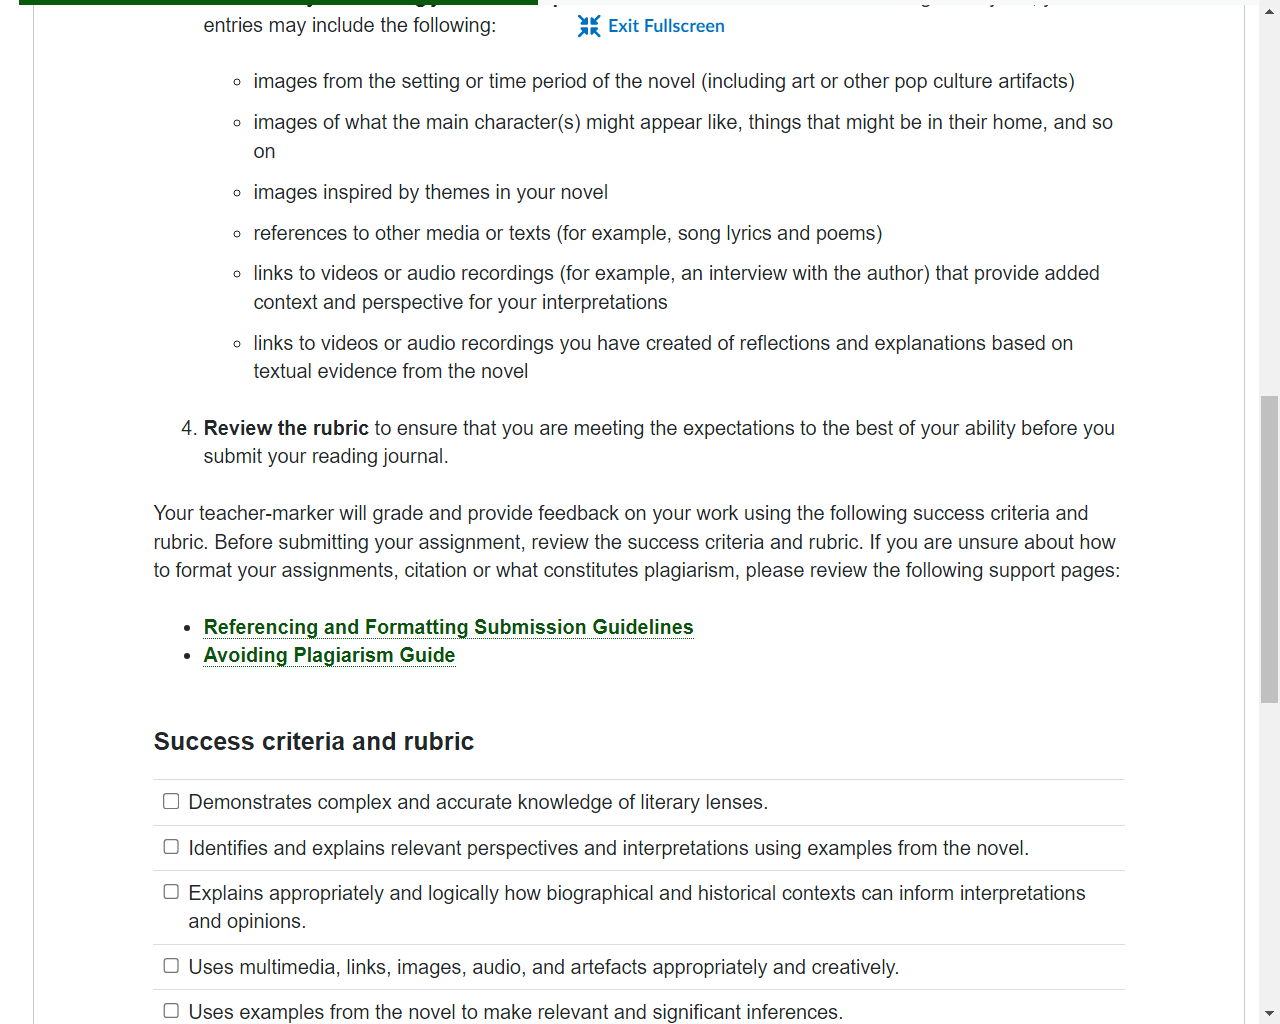 entries may include the following:
Exit Fullscreen
images from the setting or time period of the novel (including art or other pop culture artifacts)
images of what the main character(s) might appear like, things that might be in their home, and so
on
images inspired by themes in your novel
references to other media or texts (for example, song lyrics and poems)
links to videos or audio recordings (for example, an interview with the author) that provide added
context and perspective for your interpretations
links to videos or audio recordings you have created of reflections and explanations based on
textual evidence from the novel
4. Review the rubric to ensure that you are meeting the expectations to the best of your ability before you
submit your reading journal.
Your teacher-marker will grade and provide feedback on your work using the following success criteria and
rubric. Before submitting your assignment, review the success criteria and rubric. If you are unsure about how
to format your assignments, citation or what constitutes plagiarism, please review the following support pages:
Referencing and Formatting Submission Guidelines
Avoiding Plagiarism Guide
Success criteria and rubric
Demonstrates complex and accurate knowledge of literary lenses.
Identifies and explains relevant perspectives and interpretations using examples from the novel.
Explains appropriately and logically how biographical and historical contexts can inform interpretations
and opinions.
Uses multimedia, links, images, audio, and artefacts appropriately and creatively.
Uses examples from the novel to make relevant and significant inferences.